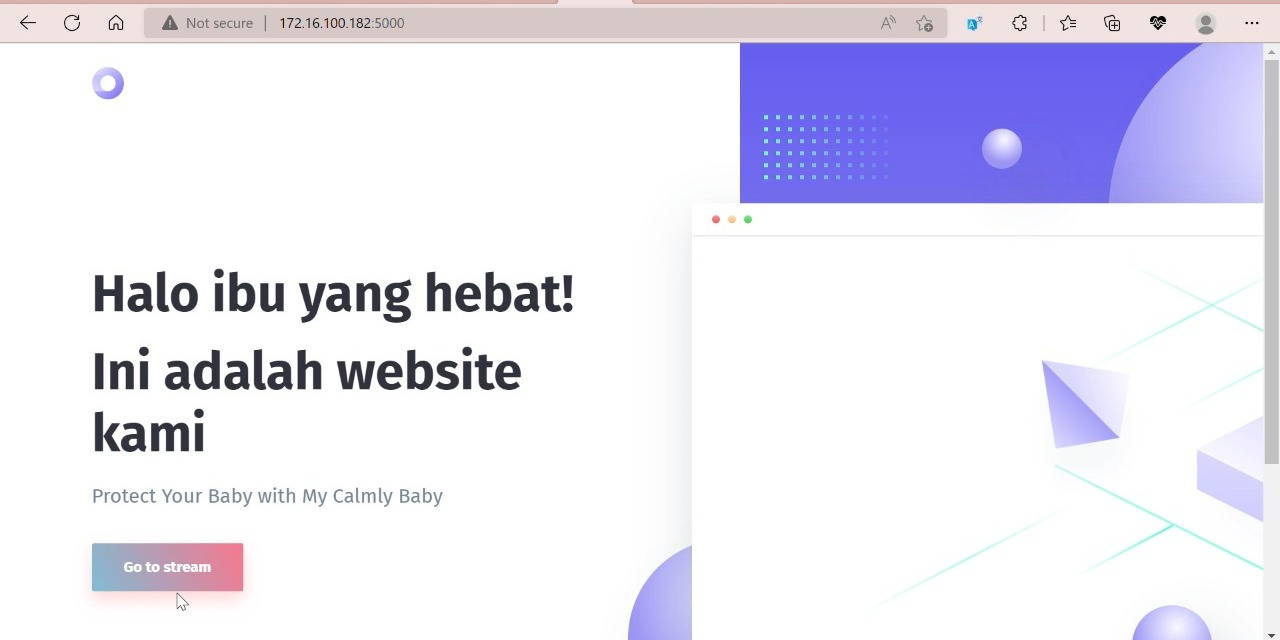 Not secure | 172.16.100.182:5000
Halo ibu yang hebat!
Ini adalah website
kami
Protect Your Baby with My Calmly Baby
Go to stream